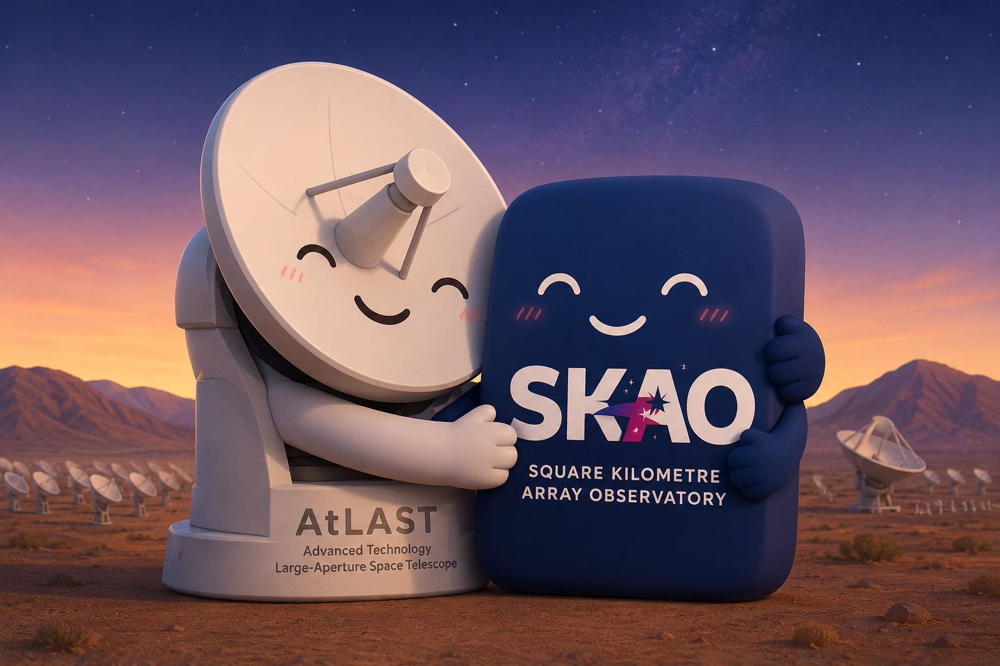 AtLAST
Advanced Technology
Large-Aperture Space Telescope
SKAO
SQUARE KILOMETRE
ARRAY OBSERVATORY